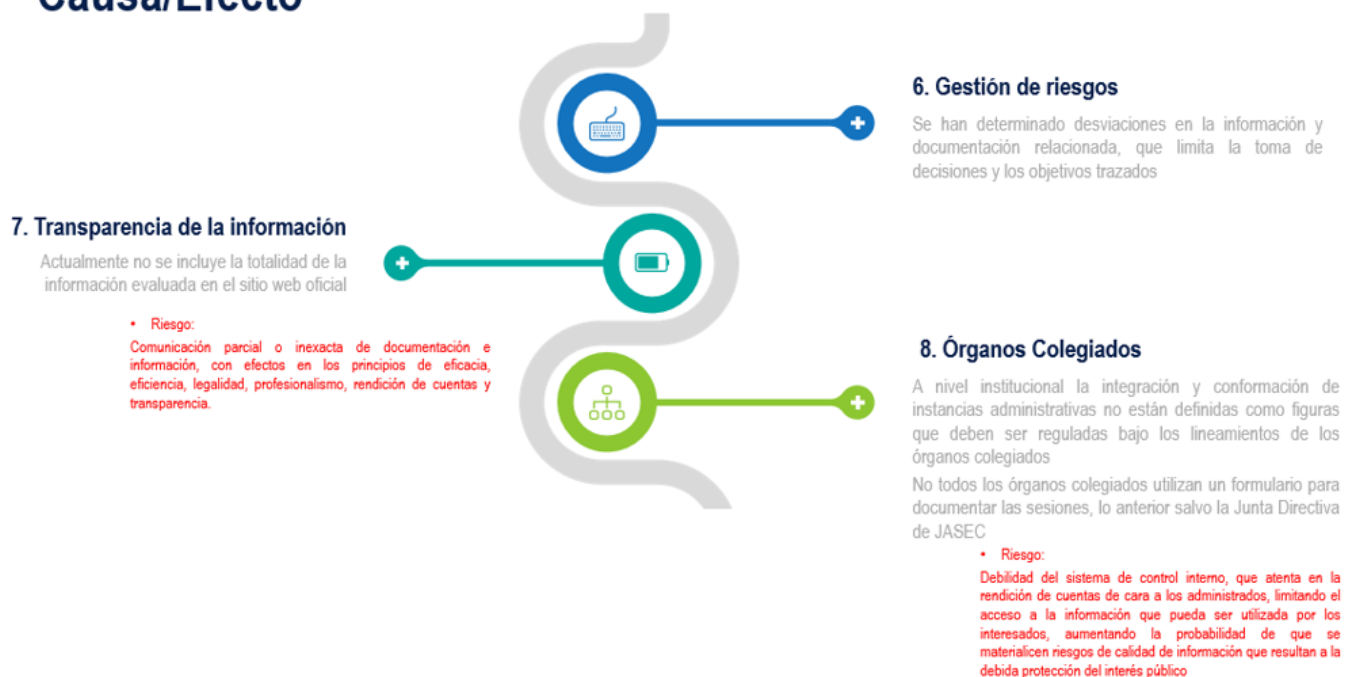 Causa/Efecto
6. Gestión de riesgos
Se han determinado desviaciones en la información y
documentación relacionada, que limita la toma de
decisiones y los objetivos trazados
7. Transparencia de la información
Actualmente no se incluye la totalidad de la
información evaluada en el sitio web oficial
• Riesgo:
Comunicación parcial o inexacta de documentación e
información, con efectos en los principios de eficacia,
eficiencia, legalidad, profesionalismo, rendición de cuentas y
transparencia.
8. Órganos Colegiados
A nivel institucional la integración y conformación de
instancias administrativas no están definidas como figuras
que deben ser reguladas bajo los lineamientos de los
órganos colegiados
No todos los órganos colegiados utilizan un formulario para
documentar las sesiones, lo anterior salvo la Junta Directiva
de JASEC
• Riesgo:
Debilidad del sistema de control interno, que atenta en la
rendición de cuentas de cara a los administrados, limitando el
acceso a la información que pueda ser utilizada por los
interesados, aumentando la probabilidad de que se
materialicen riesgos de calidad de información que resultan a la
debida protección del interés público